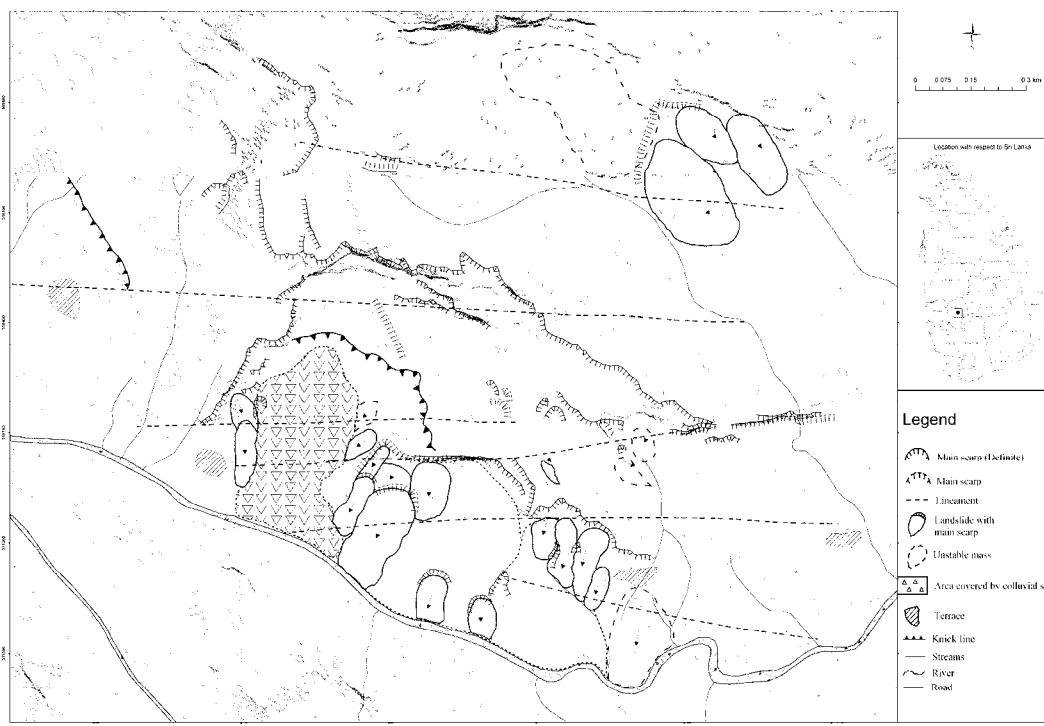 0 0.075 0.15 0.3 km
Location with respect to Sri Lanka
Legend
Main scarp (Definite)
Main scarp
Lineament
Landslide with
main scarp
Unstable mass
Area covered by colluvial s
Terrace
Knick line
Streams
River
Road